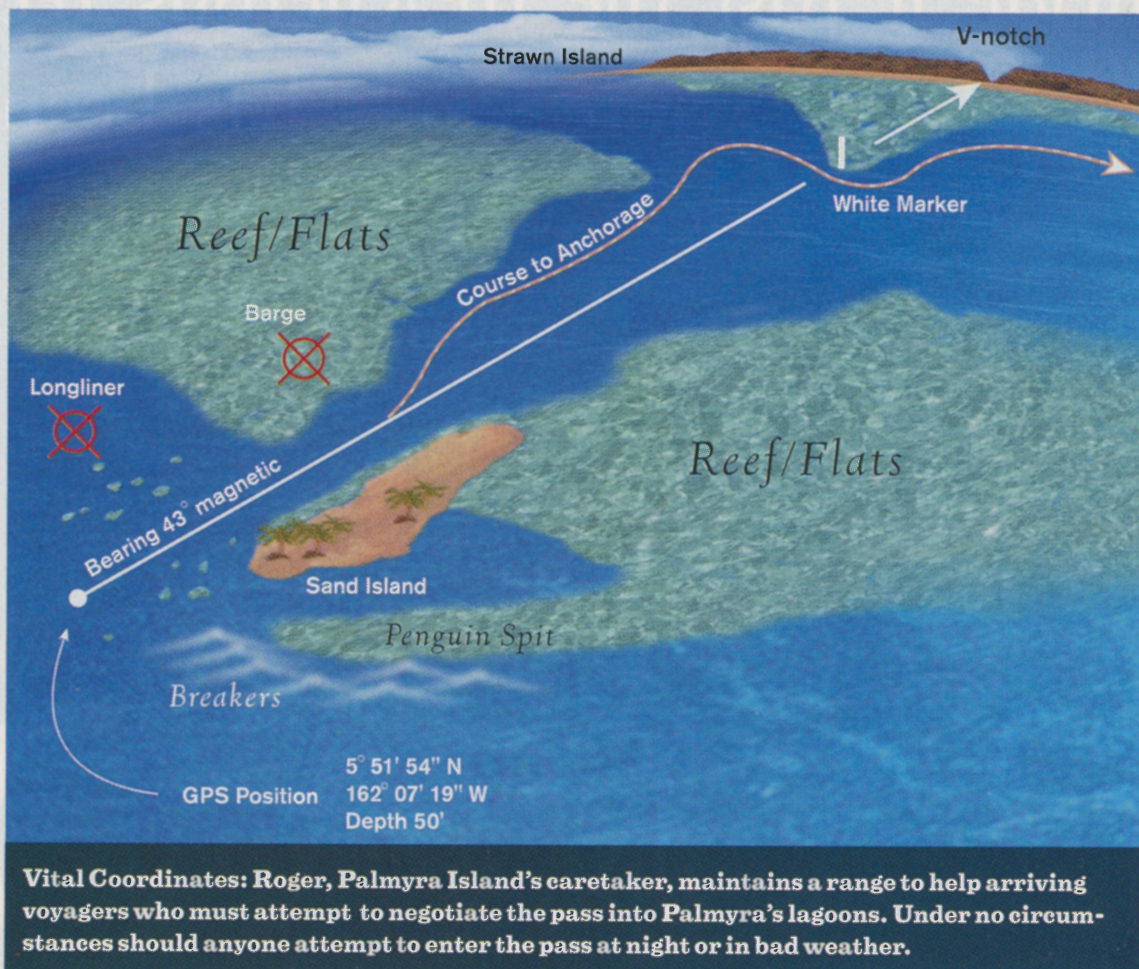 V-notch
Strawn Island
Reef/Flats
White Marker
Course to Anchorage
Barge
Longliner
Reef/Flats
Bearing 43° magnetic
Sand Island
Penguin Spit
Breakers
5° 51' 54" N
GPS Position 162° 07' 19" W
Depth 50'
Vital Coordinates: Roger, Palmyra Island's caretaker, maintains a range to help arriving
voyagers who must attempt to negotiate the pass into Palmyra's lagoons. Under no circum-
stances should anyone attempt to enter the pass at night or in bad weather.